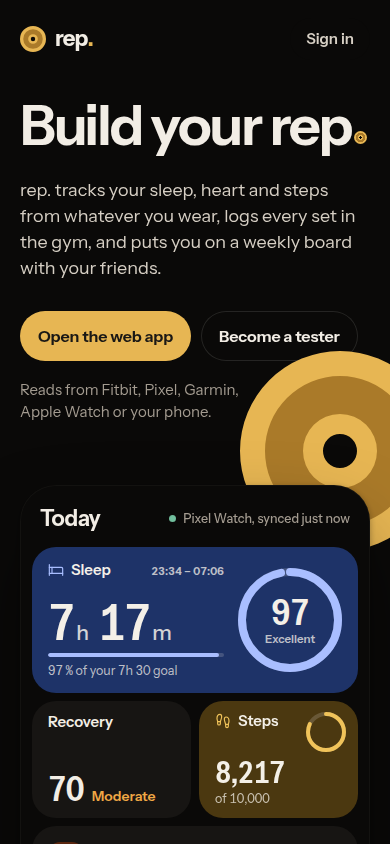 rep.
Sign in
Build your rep.
rep. tracks your sleep, heart and steps
from whatever you wear, logs every set in
the gym, and puts you on a weekly board
with your friends.
Open the web app
Become a tester
Reads from Fitbit, Pixel, Garmin,
Apple Watch or your phone.
Today
Pixel Watch, synced just now
Sleep
23:34 – 07:06
7h 17m
97 % of your 7h 30 goal
97
Excellent
Recovery
70 Moderate
Steps
8,217
of 10,000